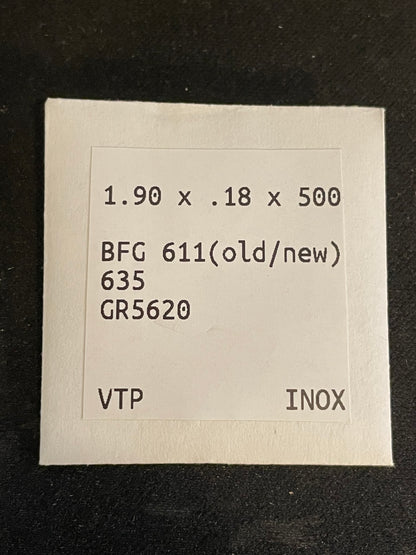 1.90 x .18 x 500
BFG 611(old/new)
635
GR5620
VTP INOX